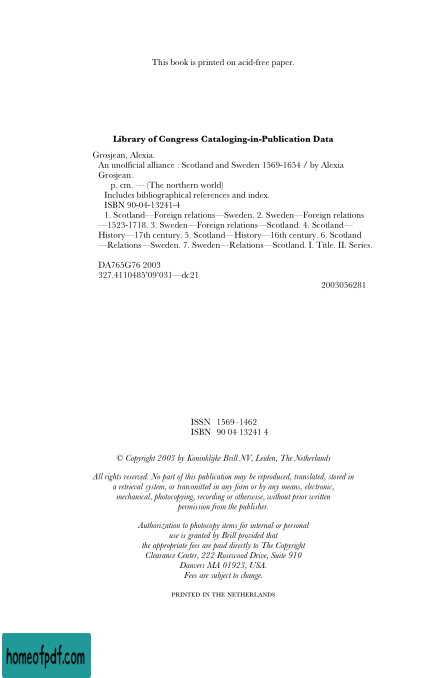 This book is printed on acid-free paper.
Library of Congress Cataloging-in-Publication Data
Grosjean, Alexia.
An unofficial alliance : Scotland and Sweden 1569-1654 / by Alexia
Grosjean.
p. cm. — (The northern world)
Includes bibliographical references and index.
ISBN 90-04-13241-4
1. Scotland—Foreign relations—Sweden. 2. Sweden—Foreign relations
—1523-1718. 3. Sweden—Foreign relations—Scotland. 4. Scotland—
History—17th century. 5. Scotland—History—16th century. 6. Scotland
—Relations—Sweden. 7. Sweden—Relations—Scotland. I. Title. II. Series.
DA765G76 2003
327.4110485'09'031—dc21
2003056281
ISSN 1569–1462
ISBN 90 04 13241 4
© Copyright 2003 by Koninklijke Brill NV, Leiden, The Netherlands
All rights reserved. No part of this publication may be reproduced, translated, stored in
a retrieval system, or transmitted in any form or by any means, electronic,
mechanical, photocopying, recording or otherwise, without prior written
permission from the publisher.
Authorization to photocopy items for internal or personal
use is granted by Brill provided that
the appropriate fees are paid directly to The Copyright
Clearance Center, 222 Rosewood Drive, Suite 910
Danvers MA 01923, USA.
Fees are subject to change.
PRINTED IN THE NETHERLANDS
homeofpdf.com